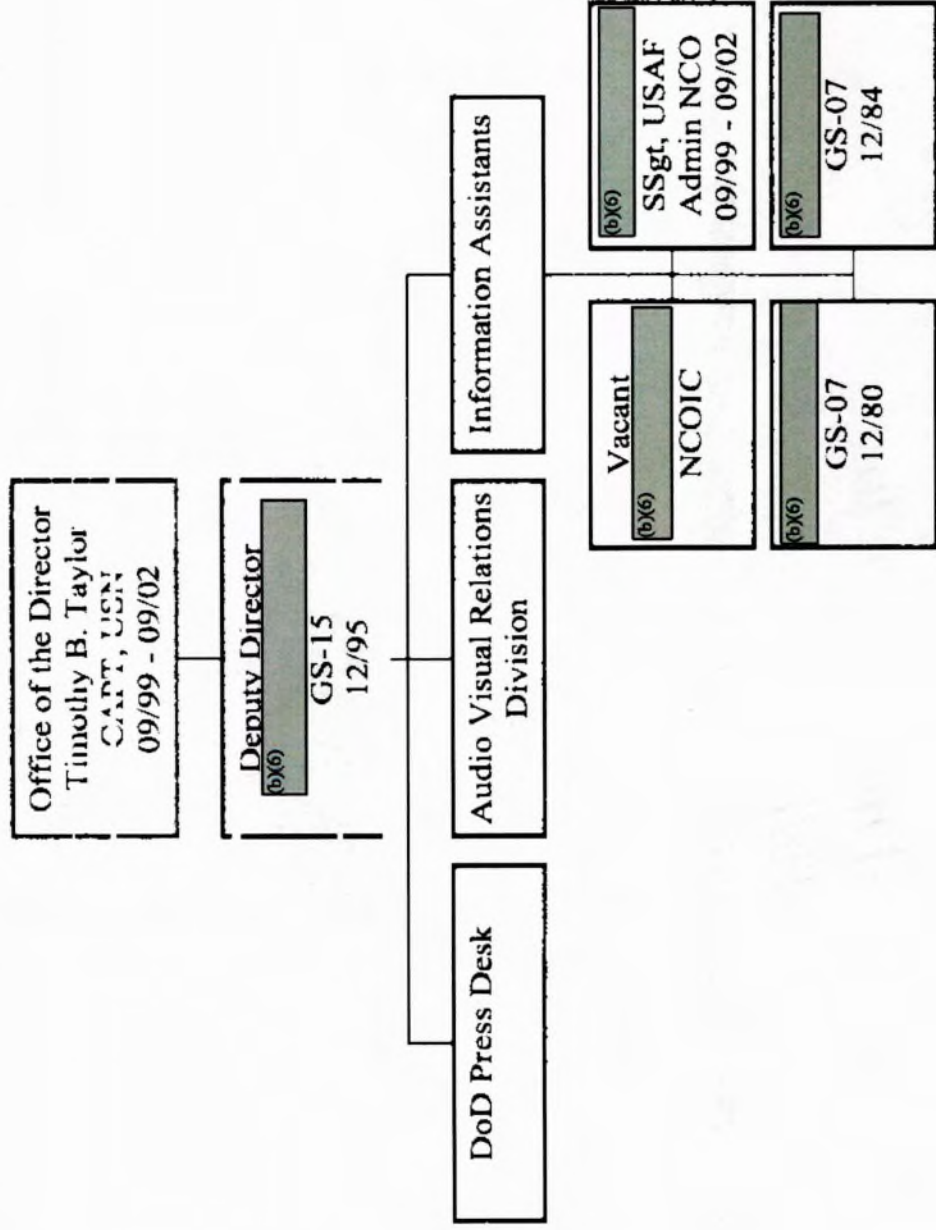 Office of the Director
Timothy B. Taylor
CAPT, USN
09/99 - 09/02
Deputy Director
(b)(6)
GS-15
12/95
DoD Press Desk
Audio Visual Relations
Division
Information Assistants
Vacant
(b)(6)
NCOIC
(b)(6)
SSgt, USAF
Admin NCO
09/99 - 09/02
(b)(6)
GS-07
12/80
(b)(6)
GS-07
12/84